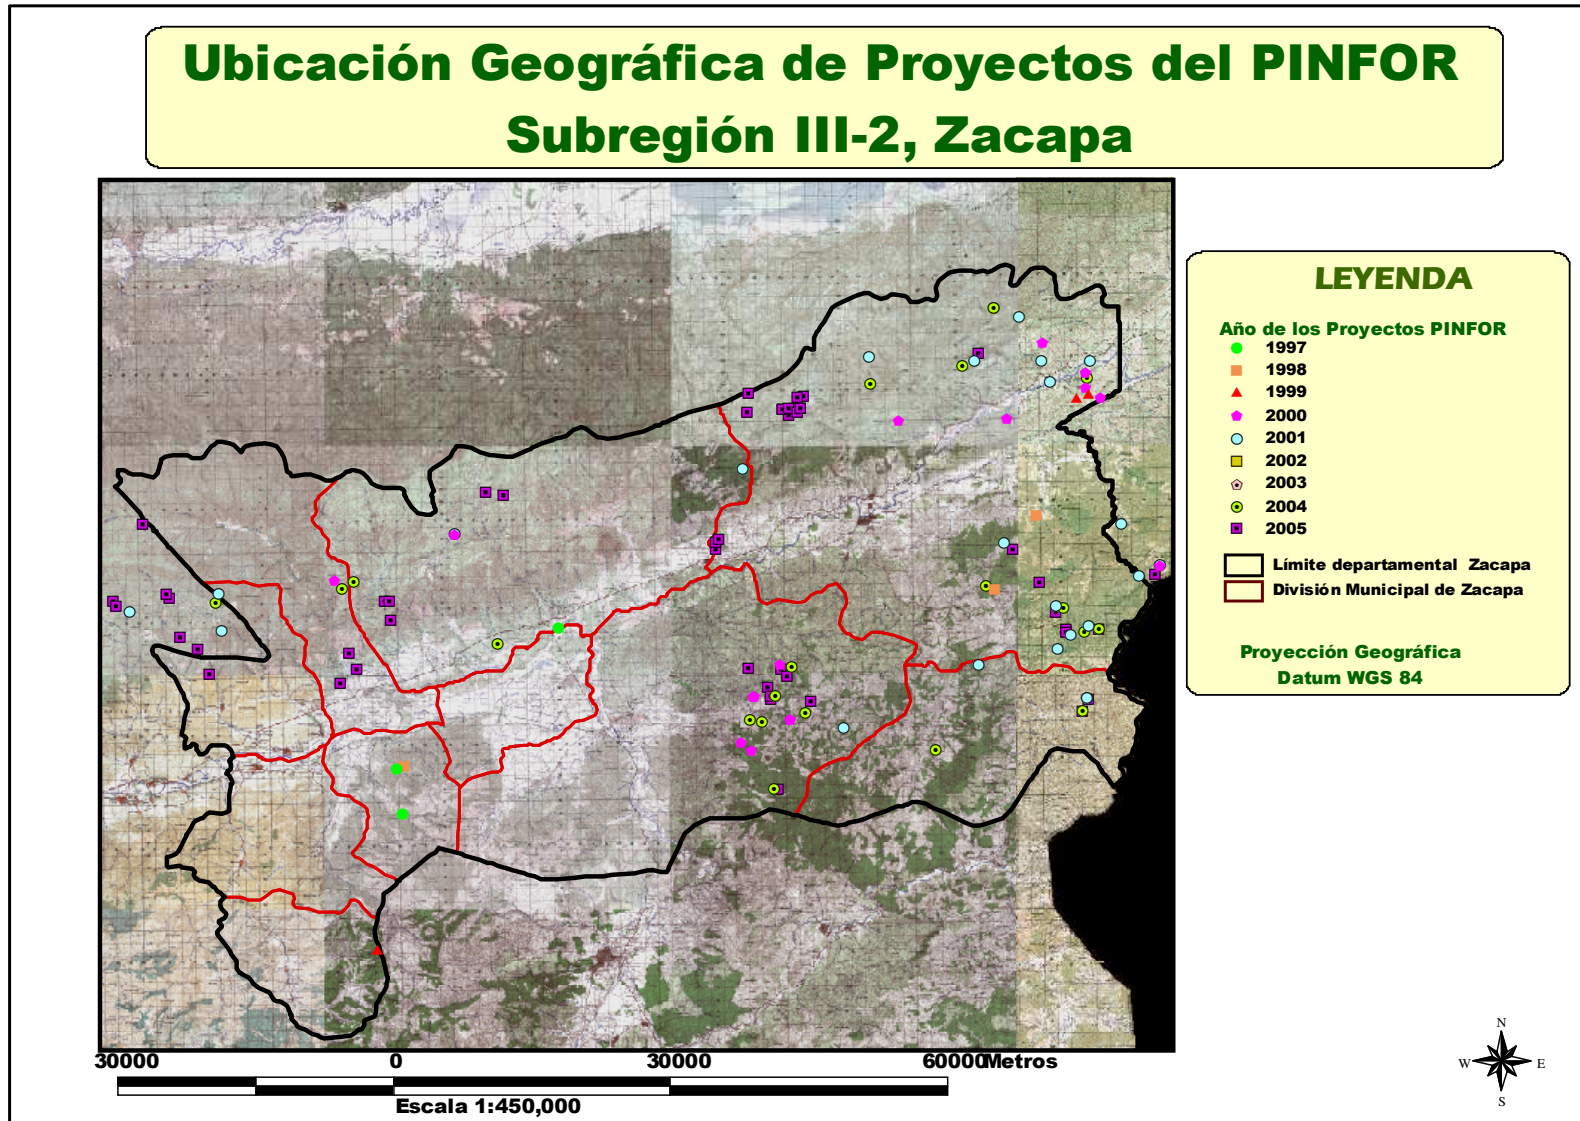 Ubicación Geográfica de Proyectos del PINFOR
Subregión III-2, Zacapa
LEYENDA
Año de los Proyectos PINFOR
1997
1998
1999
2000
2001
2002
2003
2004
2005
Límite departamental Zacapa
División Municipal de Zacapa
Proyección Geográfica
Datum WGS 84
30000 0 30000 60000 Metros
Escala 1:450,000
N
W E
S